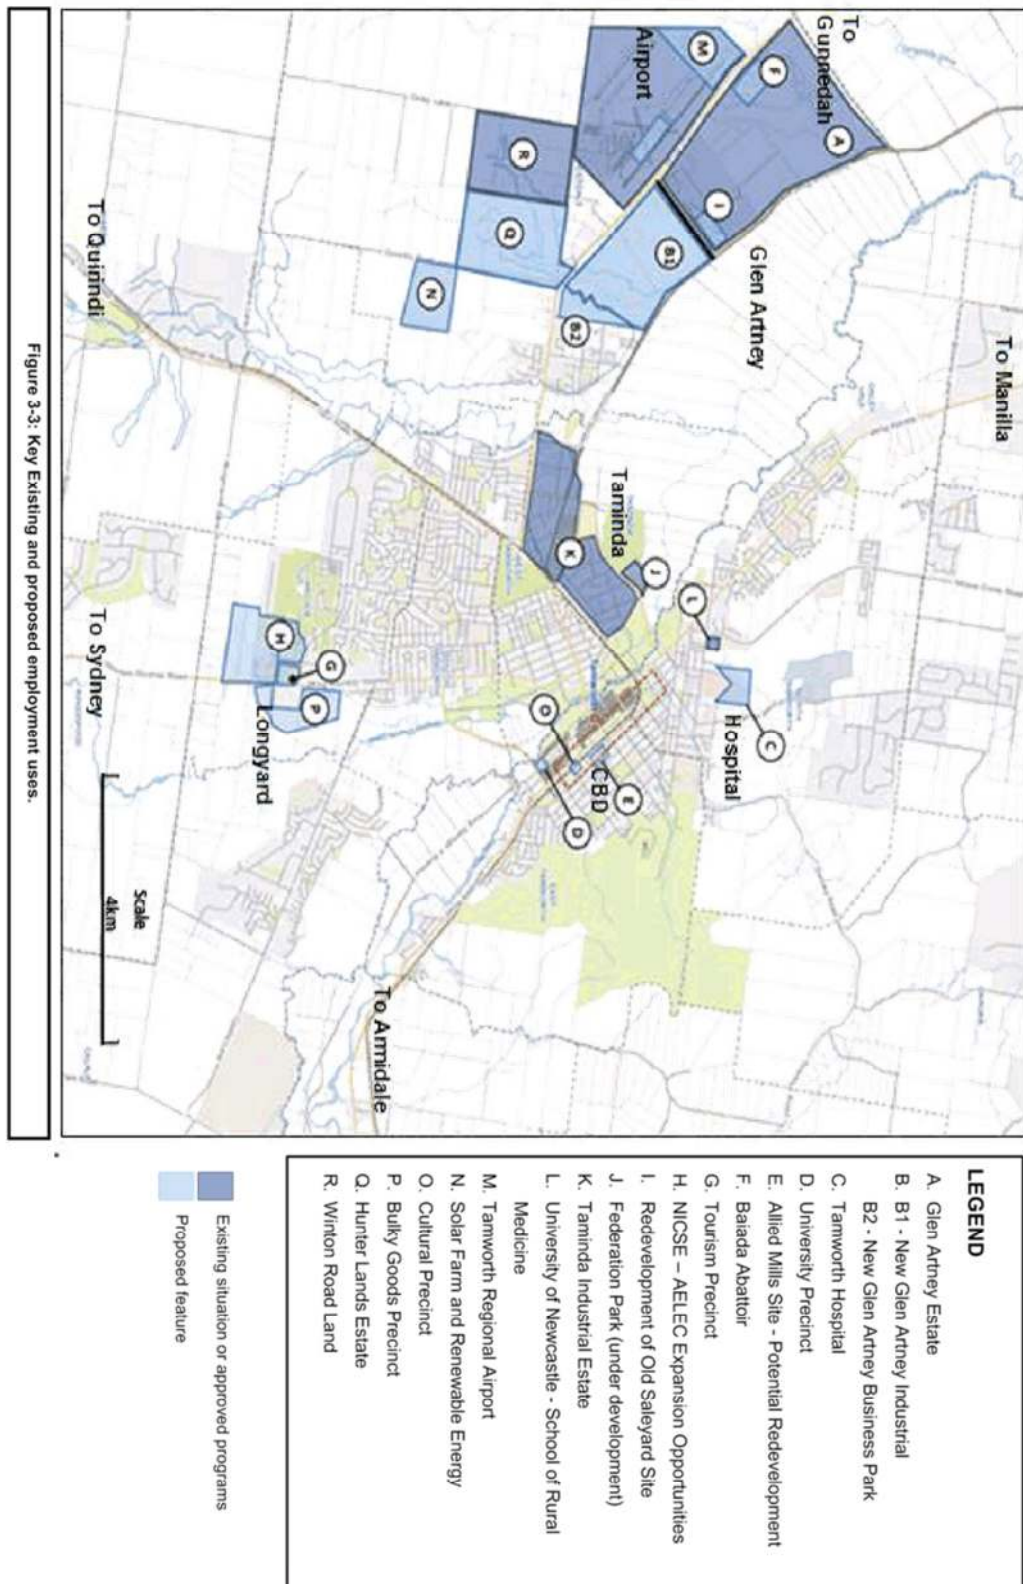 To Gunnedah
To Manilla
Airport
Glen Artney
Taminda
Hospital
CBD
Longyard
To Quirindi
To Sydney
To Armidale
M
F
A
I
R
Q
B1
N
B2
K
J
L
C
H
G
P
O
E
D
Scale
4km
LEGEND
A. Glen Artney Estate
B. B1 - New Glen Artney Industrial
B2 - New Glen Artney Business Park
C. Tamworth Hospital
D. University Precinct
E. Allied Mills Site - Potential Redevelopment
F. Baiada Abattoir
G. Tourism Precinct
H. NICSE – AELEC Expansion Opportunities
I. Redevelopment of Old Saleyard Site
J. Federation Park (under development)
K. Taminda Industrial Estate
L. University of Newcastle - School of Rural
Medicine
M. Tamworth Regional Airport
N. Solar Farm and Renewable Energy
O. Cultural Precinct
P. Bulky Goods Precinct
Q. Hunter Lands Estate
R. Winton Road Land
Existing situation or approved programs
Proposed feature
Figure 3-3: Key Existing and proposed employment uses.